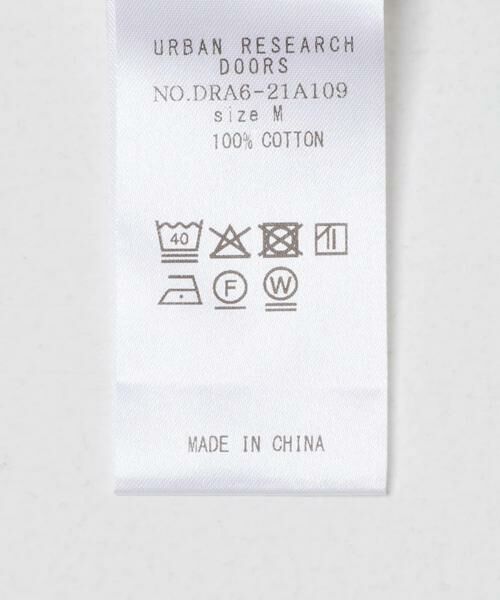 URBAN RESEARCH
DOORS
NO.DRA6-21A109
size M
100% COTTON
40
F W
MADE IN CHINA